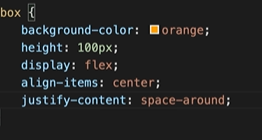 box {
background-color: orange;
height: 100px;
display: flex;
align-items: center;
justify-content: space-around;